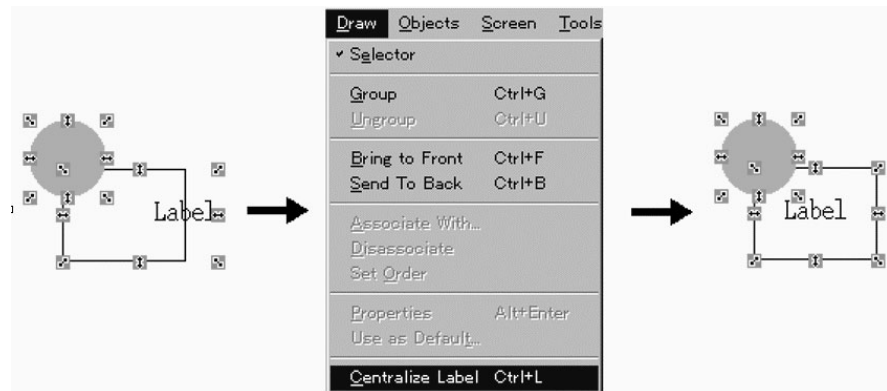 Draw Objects Screen Tools
✓ Selector
Group Ctrl+G
Ungroup Ctrl+U
Bring to Front Ctrl+F
Send To Back Ctrl+B
Associate With...
Disassociate
Set Order
Properties Alt+Enter
Use as Default...
Centralize Label Ctrl+L
Label
Label